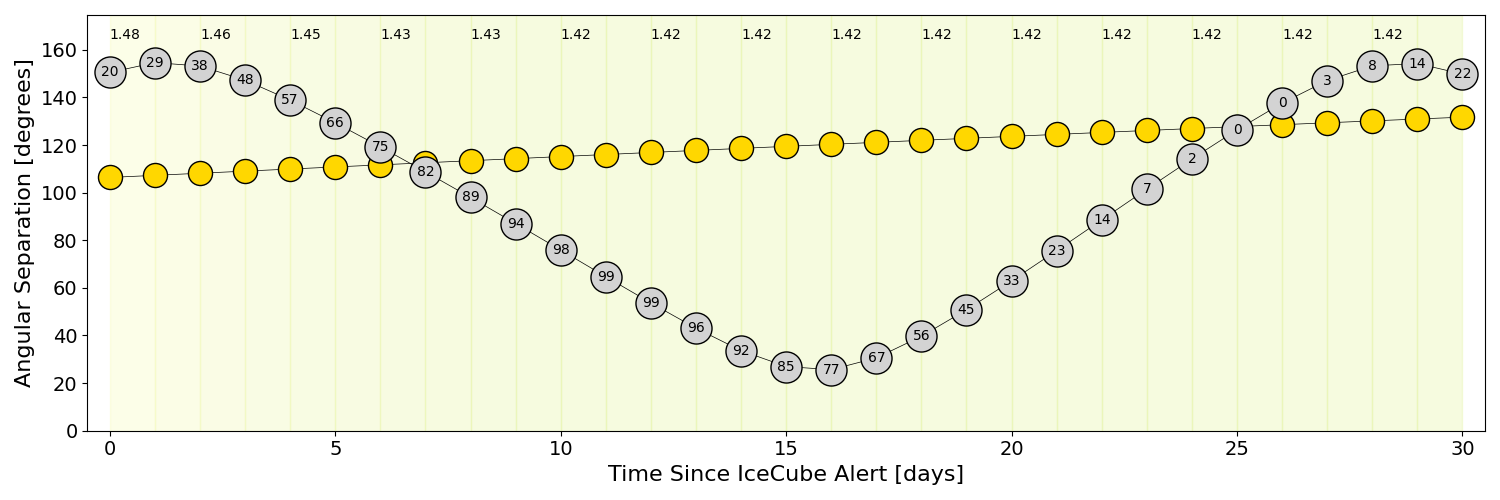 1.48 1.46 1.45 1.43 1.43 1.42 1.42 1.42 1.42 1.42 1.42 1.42 1.42 1.42 1.42
160
140
120
100
80
60
40
20
0
Angular Separation [degrees]
20 29 38 48 57 66 75 82 89 94 98 99 99 96 92 85 77 67 56 45 33 23 14 7 2 0 0 3 8 14 22
0 5 10 15 20 25 30
Time Since IceCube Alert [days]